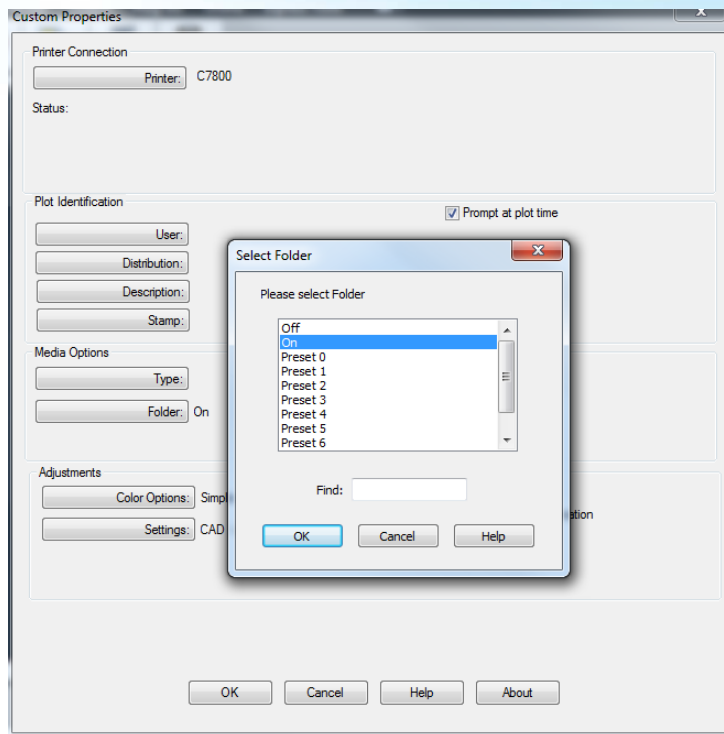 Custom Properties
Printer Connection
Printer: C7800
Status:
Plot Identification
Prompt at plot time
User:
Distribution:
Description:
Stamp:
Media Options
Type:
Folder: On
Adjustments
Color Options:
Settings: CAD
Select Folder
Please select Folder
Off
On
Preset 0
Preset 1
Preset 2
Preset 3
Preset 4
Preset 5
Preset 6
Find:
OK Cancel Help
OK Cancel Help About